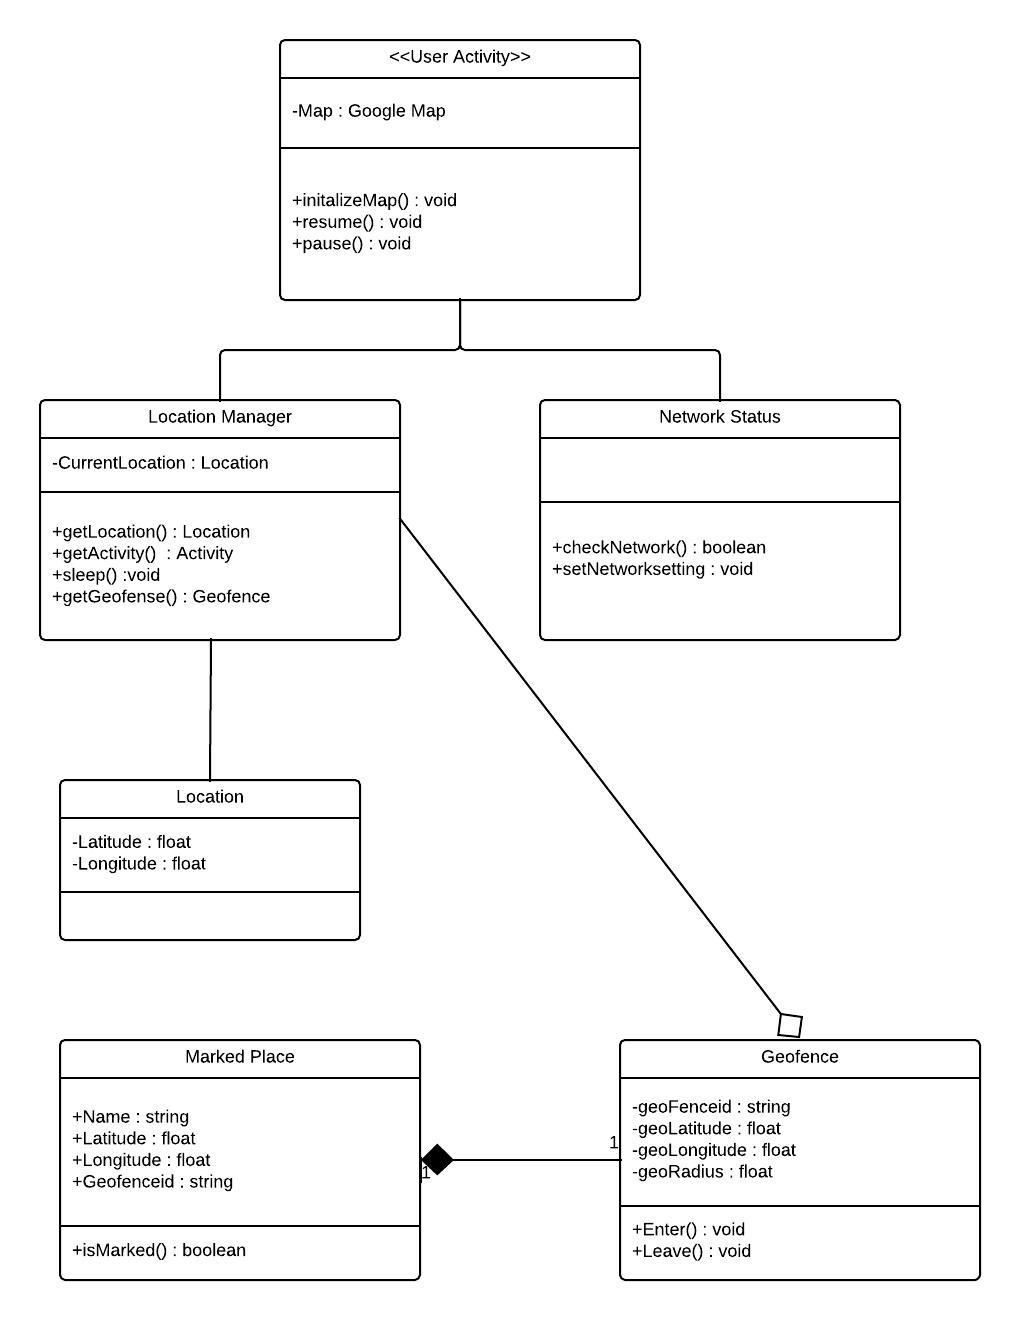 <<User Activity>>
-Map : Google Map
+initalizeMap() : void
+resume() : void
+pause() : void
Location Manager
-CurrentLocation : Location
+getLocation() : Location
+getActivity()  : Activity
+sleep() :void
+getGeofense() : Geofence
Network Status
+checkNetwork() : boolean
+setNetworksetting : void
Location
-Latitude : float
-Longitude : float
Marked Place
+Name : string
+Latitude : float
+Longitude : float
+Geofenceid : string
+isMarked() : boolean
1
1
Geofence
-geoFenceid : string
-geoLatitude : float
-geoLongitude : float
-geoRadius : float
+Enter() : void
+Leave() : void